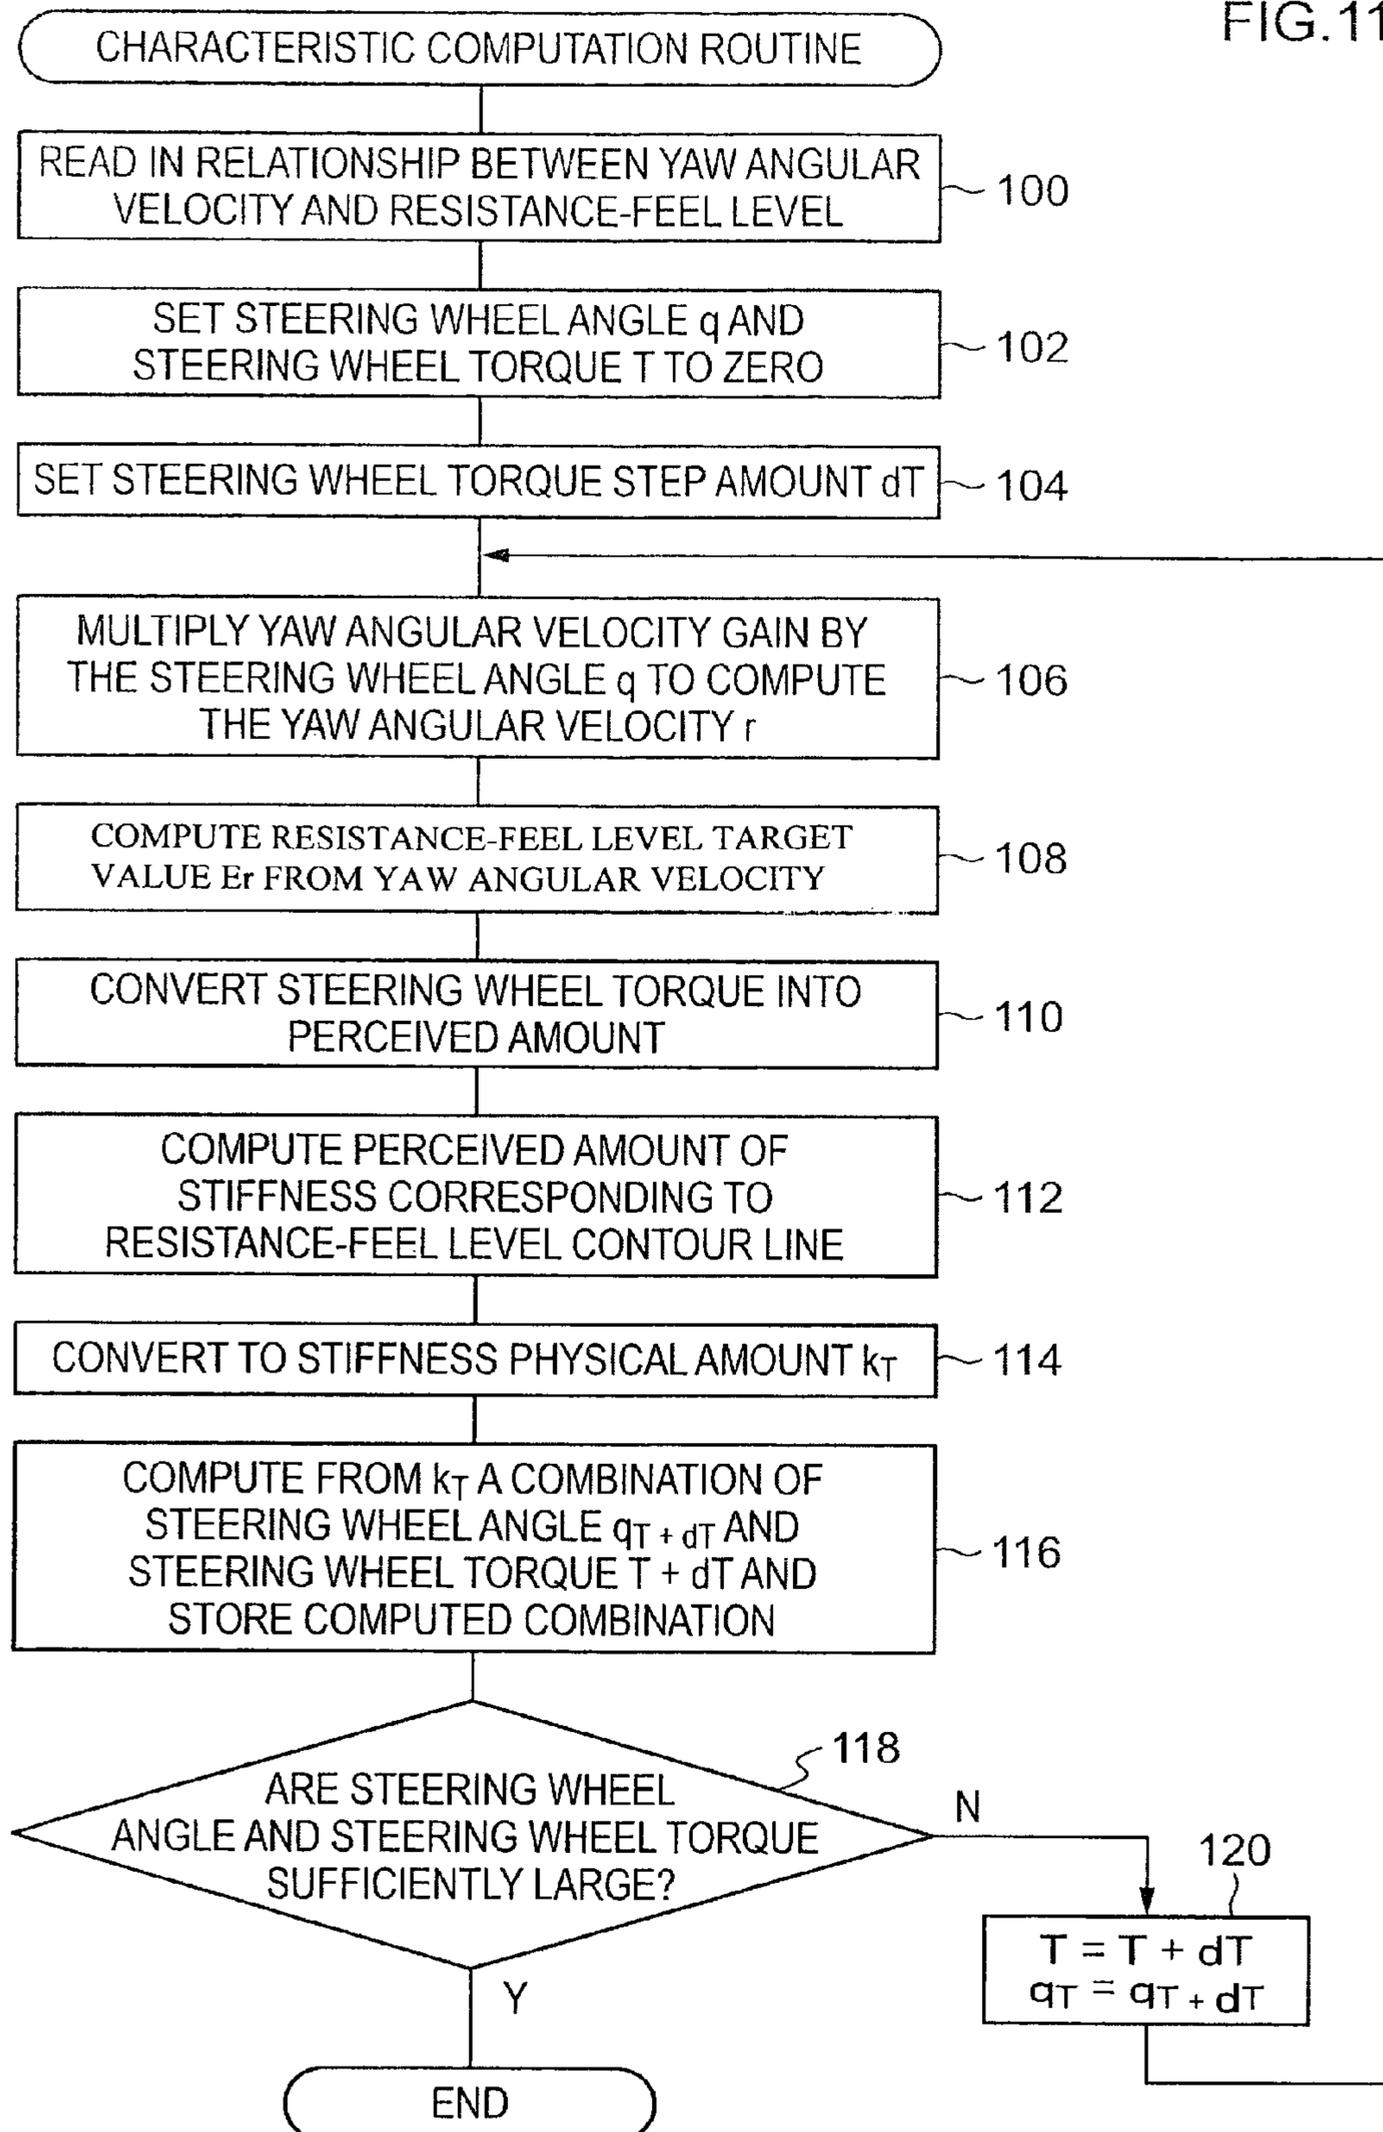 FIG.11
CHARACTERISTIC COMPUTATION ROUTINE
READ IN RELATIONSHIP BETWEEN YAW ANGULAR
VELOCITY AND RESISTANCE-FEEL LEVEL
100
SET STEERING WHEEL ANGLE q AND
STEERING WHEEL TORQUE T TO ZERO
102
SET STEERING WHEEL TORQUE STEP AMOUNT dT
104
MULTIPLY YAW ANGULAR VELOCITY GAIN BY
THE STEERING WHEEL ANGLE q TO COMPUTE
THE YAW ANGULAR VELOCITY r
106
COMPUTE RESISTANCE-FEEL LEVEL TARGET
VALUE Er FROM YAW ANGULAR VELOCITY
108
CONVERT STEERING WHEEL TORQUE INTO
PERCEIVED AMOUNT
110
COMPUTE PERCEIVED AMOUNT OF
STIFFNESS CORRESPONDING TO
RESISTANCE-FEEL LEVEL CONTOUR LINE
112
CONVERT TO STIFFNESS PHYSICAL AMOUNT kT
114
COMPUTE FROM kT A COMBINATION OF
STEERING WHEEL ANGLE qT + dT AND
STEERING WHEEL TORQUE T + dT AND
STORE COMPUTED COMBINATION
116
ARE STEERING WHEEL
ANGLE AND STEERING WHEEL TORQUE
SUFFICIENTLY LARGE?
118
N
120
T = T + dT
qT = qT + dT
Y
END